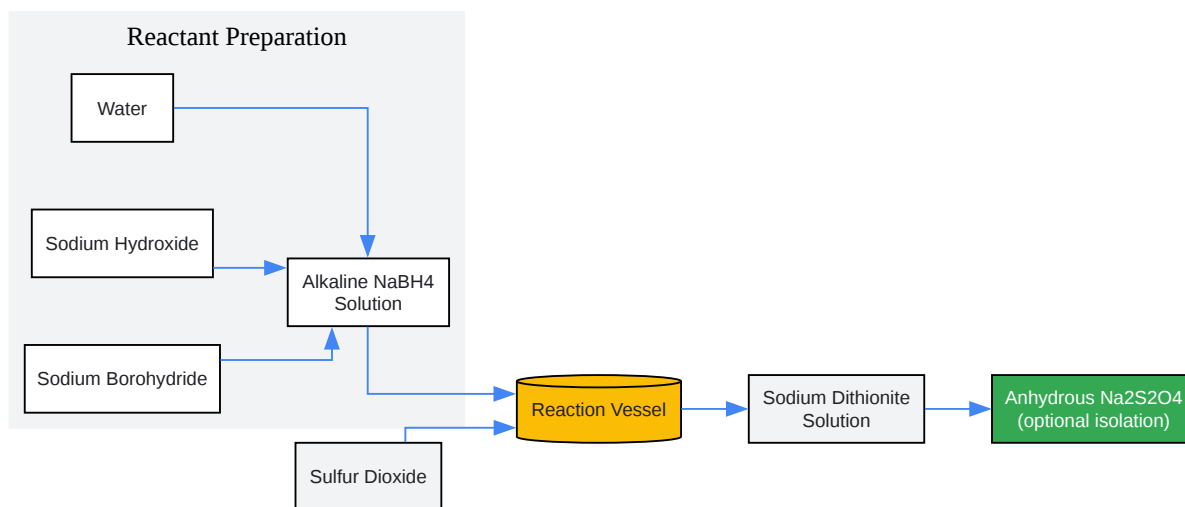 Reactant Preparation
Water
Sodium Hydroxide
Alkaline NaBH4
Solution
Sodium Borohydride
Reaction Vessel
Sodium Dithionite
Solution
Anhydrous Na2S2O4
(optional isolation)
Sulfur Dioxide